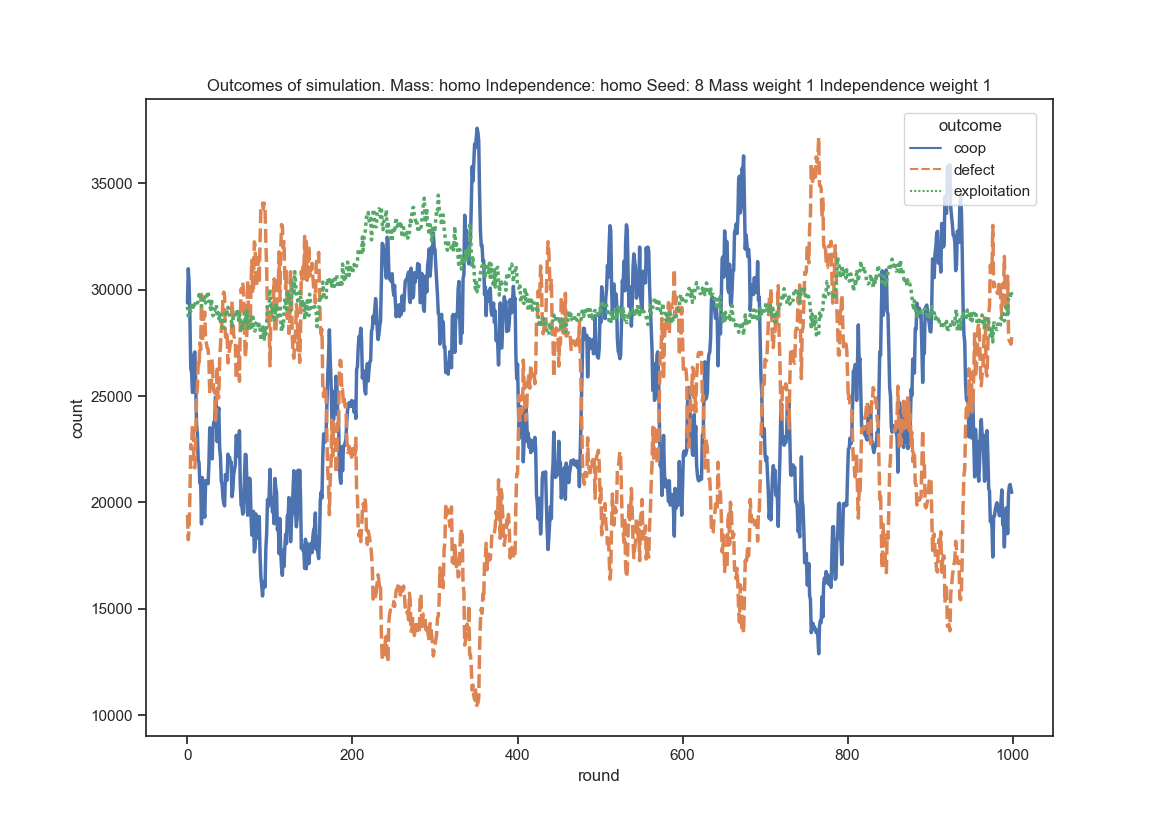 Outcomes of simulation. Mass: homo Independence: homo Seed: 8 Mass weight 1 Independence weight 1
outcome
coop
defect
exploitation
35000
30000
25000
20000
15000
10000
count
0 200 400 600 800 1000
round